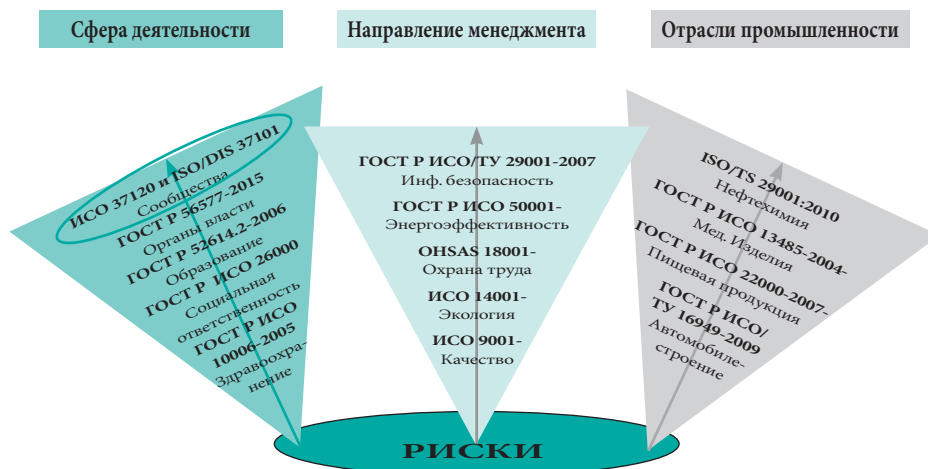 Сфера деятельности
Направление менеджмента
Отрасли промышленности
ИСО 37120 и ISO/DIS 37101
Сообщества
ГОСТ Р 56577-2015
Органы власти
ГОСТ Р 52614.2-2006
Образование
ГОСТ Р ИСО 26000
Социальная
ответственность
ГОСТ Р ИСО
10006-2005
Здравоохра-
нение
ГОСТ Р ИСО/ТУ 29001-2007
Инф. безопасность
ГОСТ Р ИСО 50001-
Энергоэффективность
OHSAS 18001-
Охрана труда
ИСО 14001-
Экология
ИСО 9001-
Качество
ISO/TS 29001:2010
Нефтехимия
ГОСТ Р ИСО 13485-2004-
Мед. Изделия
ГОСТ Р ИСО 22000-2007-
Пищевая продукция
ГОСТ Р ИСО/
ТУ 16949-2009
Автомобиле-
строение
РИСКИ